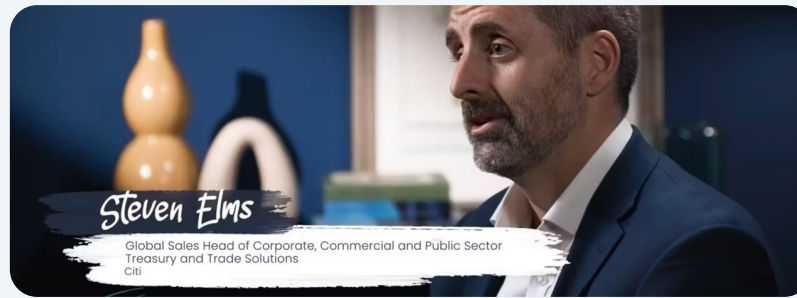 Steven Elms
Global Sales Head of Corporate, Commercial and Public Sector
Treasury and Trade Solutions
Citi